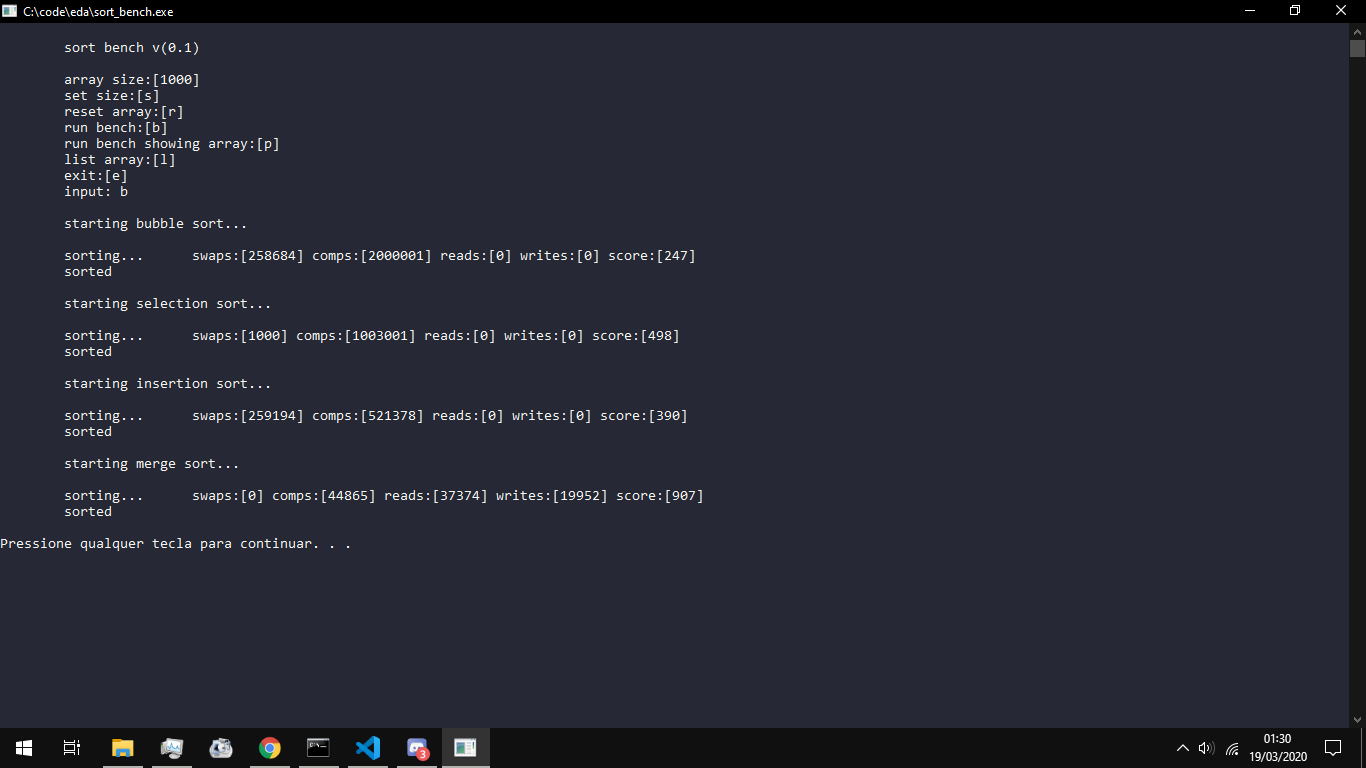 C:\code\eda\sort_bench.exe
sort bench v(0.1)
array size:[1000]
set size:[s]
reset array:[r]
run bench:[b]
run bench showing array:[p]
list array:[l]
exit:[e]
input: b
starting bubble sort...
sorting... swaps:[258684] comps:[2000001] reads:[0] writes:[0] score:[247]
sorted
starting selection sort...
sorting... swaps:[1000] comps:[1003001] reads:[0] writes:[0] score:[498]
sorted
starting insertion sort...
sorting... swaps:[259194] comps:[521378] reads:[0] writes:[0] score:[390]
sorted
starting merge sort...
sorting... swaps:[0] comps:[44865] reads:[37374] writes:[19952] score:[907]
sorted
Pressione qualquer tecla para continuar. . .
3
01:30
19/03/2020